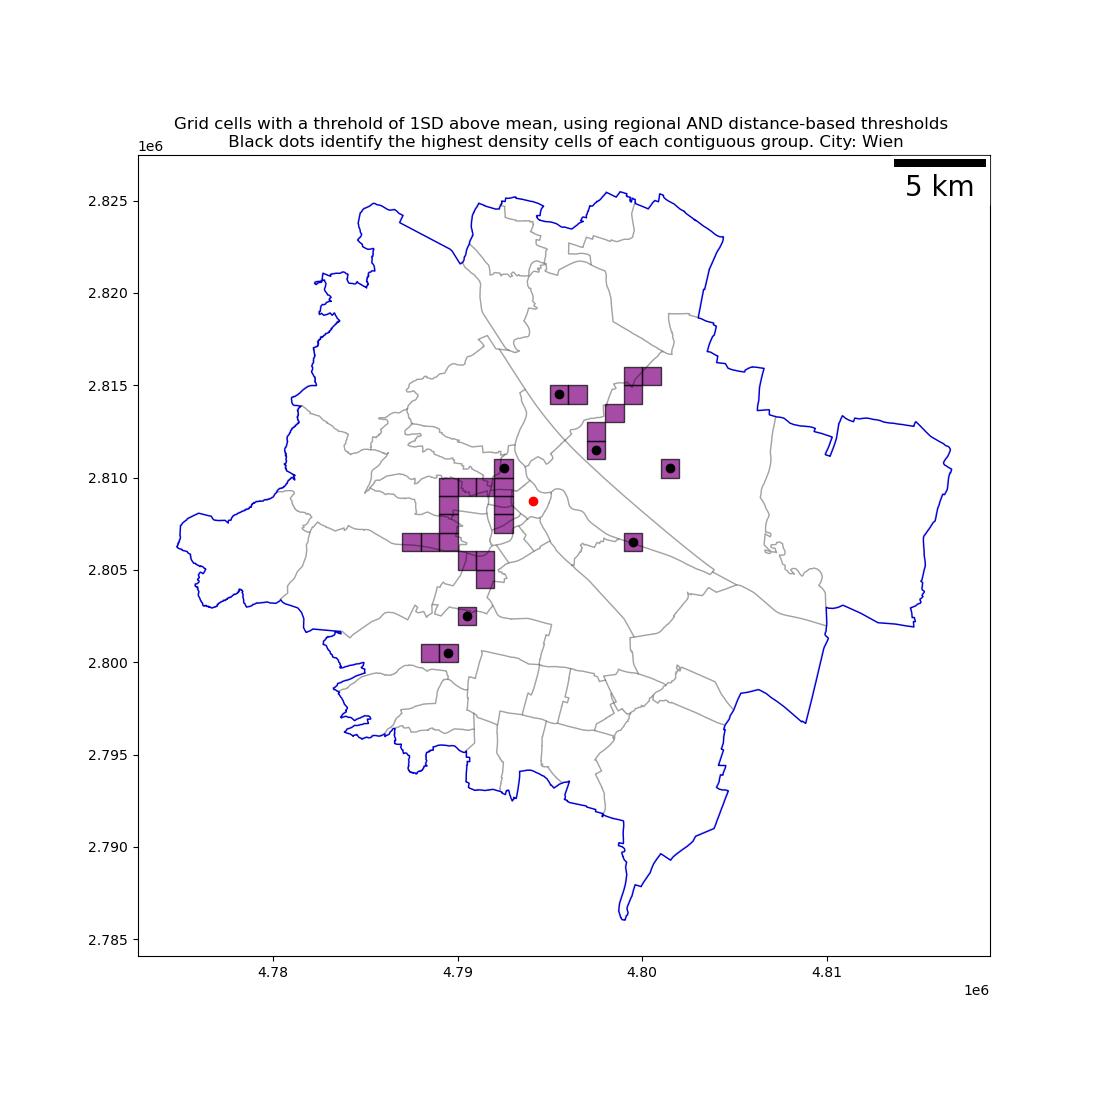 Grid cells with a threhold of 1SD above mean, using regional AND distance-based thresholds
Black dots identify the highest density cells of each contiguous group. City: Wien
1e6
5 km
2.825
2.820
2.815
2.810
2.805
2.800
2.795
2.790
2.785
4.78
4.79
4.80
4.81
1e6